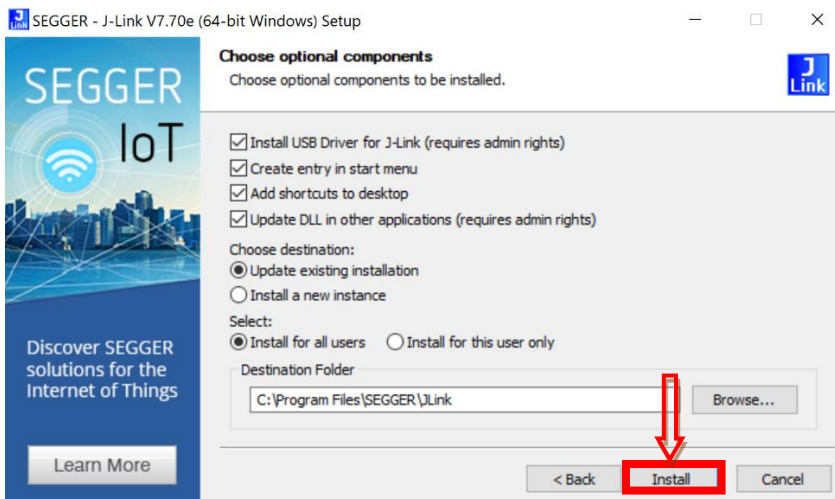 J
Link
SEGGER - J-Link V7.70e (64-bit Windows) Setup
SEGGER
IoT
Discover SEGGER
solutions for the
Internet of Things
Learn More
Choose optional components
Choose optional components to be installed.
J
Link
Install USB Driver for J-Link (requires admin rights)
Create entry in start menu
Add shortcuts to desktop
Update DLL in other applications (requires admin rights)
Choose destination:
Update existing installation
Install a new instance
Select:
Install for all users Install for this user only
Destination Folder
C:\Program Files\SEGGER\JLink Browse...
< Back Install Cancel